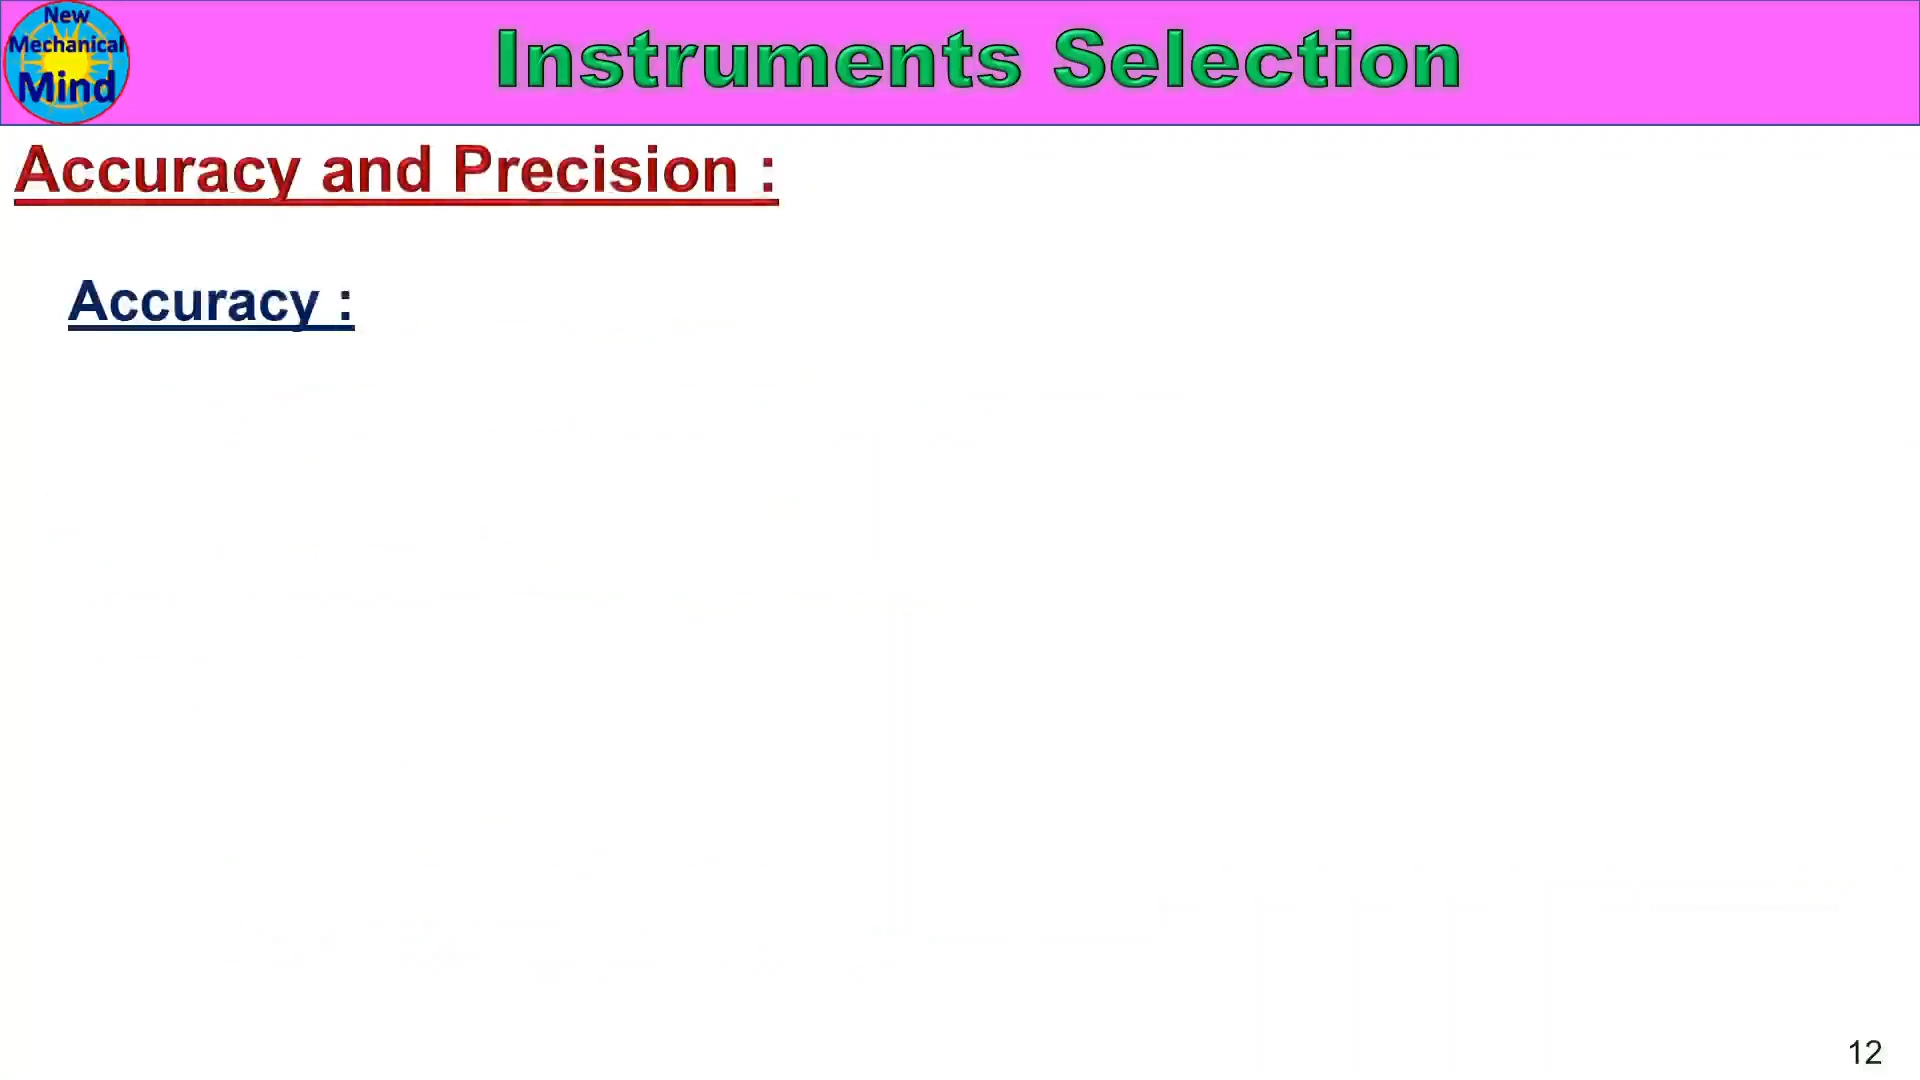 New
Mechanical
Mind
Instruments Selection
Accuracy and Precision :
Accuracy :
12